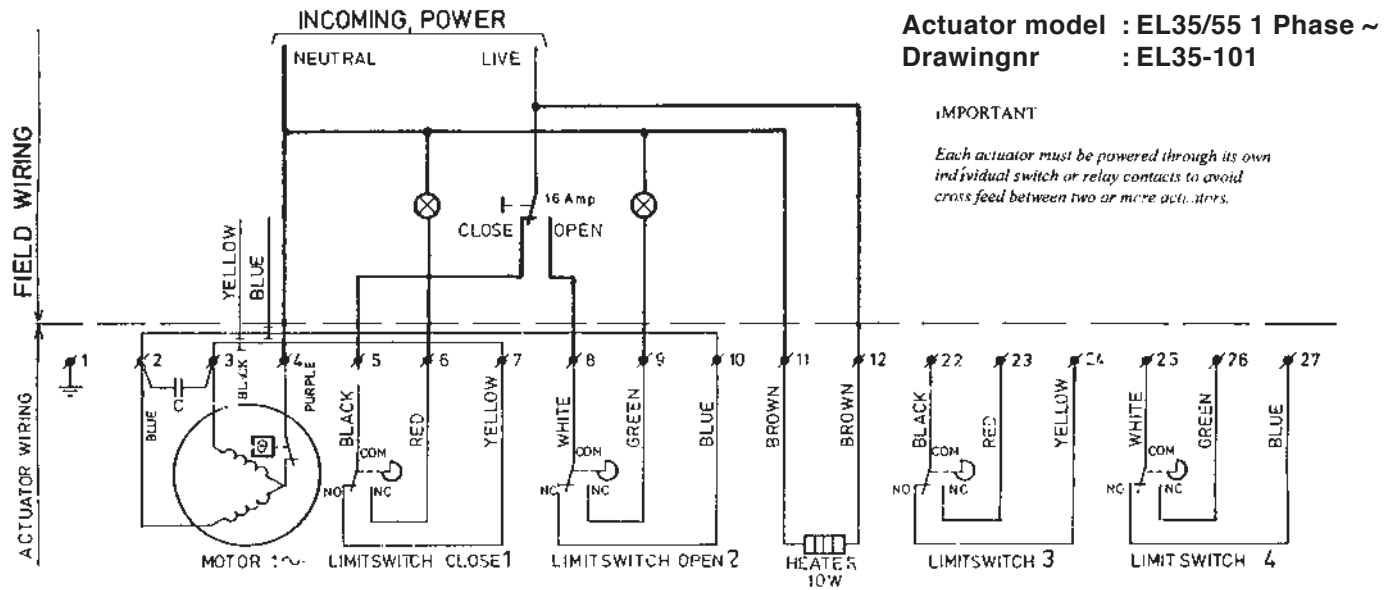 INCOMING POWER
NEUTRAL LIVE
Actuator model : EL35/55 1 Phase ~
Drawingnr : EL35-101
IMPORTANT
Each actuator must be powered through its own
individual switch or relay contacts to avoid
cross feed between two or more actuators.
FIELD WIRING
YELLOW
BLUE
16 Amp
CLOSE OPEN
ACTUATOR WIRING
1 2 3 4 5 6 7 8 9 10 11 12 22 23 24 25 26 27
C
BLUE
BLACK
PURPLE
BLACK
RED
YELLOW
WHITE
GREEN
BLUE
BROWN
BROWN
BLACK
RED
YELLOW
WHITE
GREEN
BLUE
COM
NO NC
COM
NC
COM
NC
COM
NC
MOTOR 1~
LIMITSWITCH CLOSE1
LIMITSWITCH OPEN 2
HEATER
10W
LIMITSWITCH 3
LIMITSWITCH 4